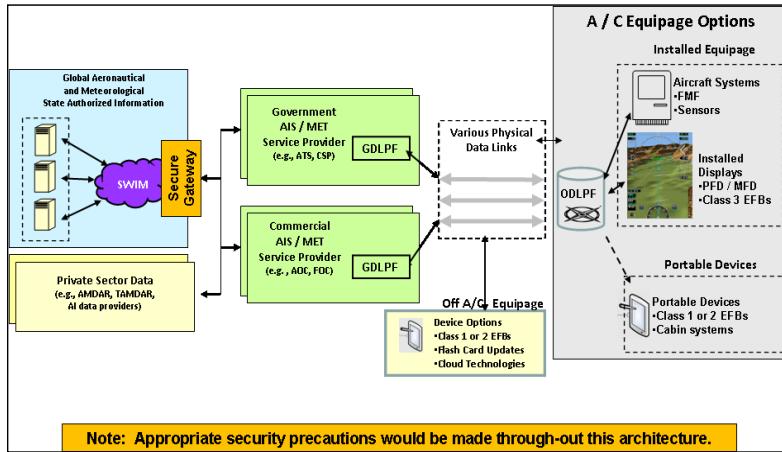 A / C Equipage Options
Installed Equipage
Aircraft Systems
•FMF
•Sensors
Installed
Displays
•PFD / MFD
•Class 3 EFBs
ODLPF
Portable Devices
Portable Devices
•Class 1 or 2 EFBs
•Cabin systems
Global Aeronautical
and Meteorological
State Authorized Information
SWIM
Secure
Gateway
Private Sector Data
(e.g., AMDAR, TAMDAR,
AI data providers)
Government
AIS / MET
Service Provider
(e.g., ATS, CSP)
GDLPF
Commercial
AIS / MET
Service Provider
(e.g. , AOC, FOC)
GDLPF
Various Physical
Data Links
Off A/C Equipage
Device Options
•Class 1 or 2 EFBs
•Flash Card Updates
•Cloud Technologies
Note: Appropriate security precautions would be made through-out this architecture.